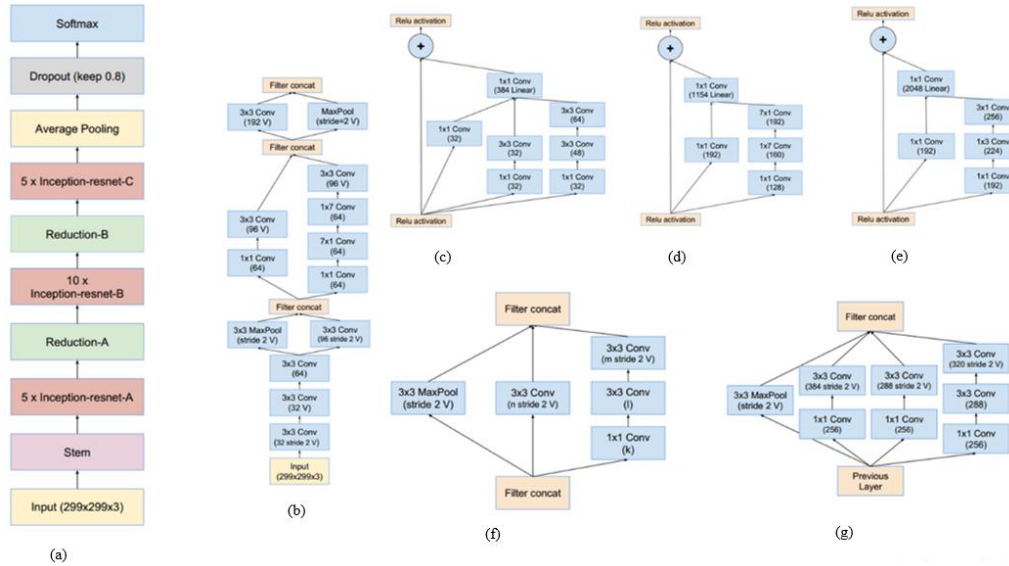 Softmax
Dropout (keep 0.8)
Average Pooling
5 x Inception-resnet-C
Reduction-B
10 x
Inception-resnet-B
Reduction-A
5 x Inception-resnet-A
Stem
Input (299x299x3)
(a)
Filter concat
3x3 Conv
(192 V)
MaxPool
(stride=2 V)
Filter concat
3x3 Conv
(96 V)
1x7 Conv
(64)
3x3 Conv
(96 V)
7x1 Conv
(64)
1x1 Conv
(64)
1x1 Conv
(64)
Filter concat
3x3 MaxPool
(stride 2 V)
3x3 Conv
(96 stride 2 V)
3x3 Conv
(64)
3x3 Conv
(32 V)
3x3 Conv
(32 stride 2 V)
Input
(299x299x3)
(b)
Relu activation
+
1x1 Conv
(384 Linear)
3x3 Conv
(64)
1x1 Conv
(32)
3x3 Conv
(32)
3x3 Conv
(48)
1x1 Conv
(32)
1x1 Conv
(32)
Relu activation
(c)
Relu activation
+
1x1 Conv
(1154 Linear)
7x1 Conv
(192)
1x1 Conv
(192)
1x7 Conv
(160)
1x1 Conv
(128)
Relu activation
(d)
Relu activation
+
1x1 Conv
(2048 Linear)
3x1 Conv
(256)
1x1 Conv
(192)
1x3 Conv
(224)
1x1 Conv
(192)
Relu activation
(e)
Filter concat
3x3 Conv
(m stride 2 V)
3x3 MaxPool
(stride 2 V)
3x3 Conv
(n stride 2 V)
3x3 Conv
(l)
1x1 Conv
(k)
Filter concat
(f)
Filter concat
3x3 Conv
(320 stride 2 V)
3x3 MaxPool
(stride 2 V)
3x3 Conv
(384 stride 2 V)
3x3 Conv
(288 stride 2 V)
3x3 Conv
(288)
1x1 Conv
(256)
1x1 Conv
(256)
1x1 Conv
(256)
Previous
Layer
(g)